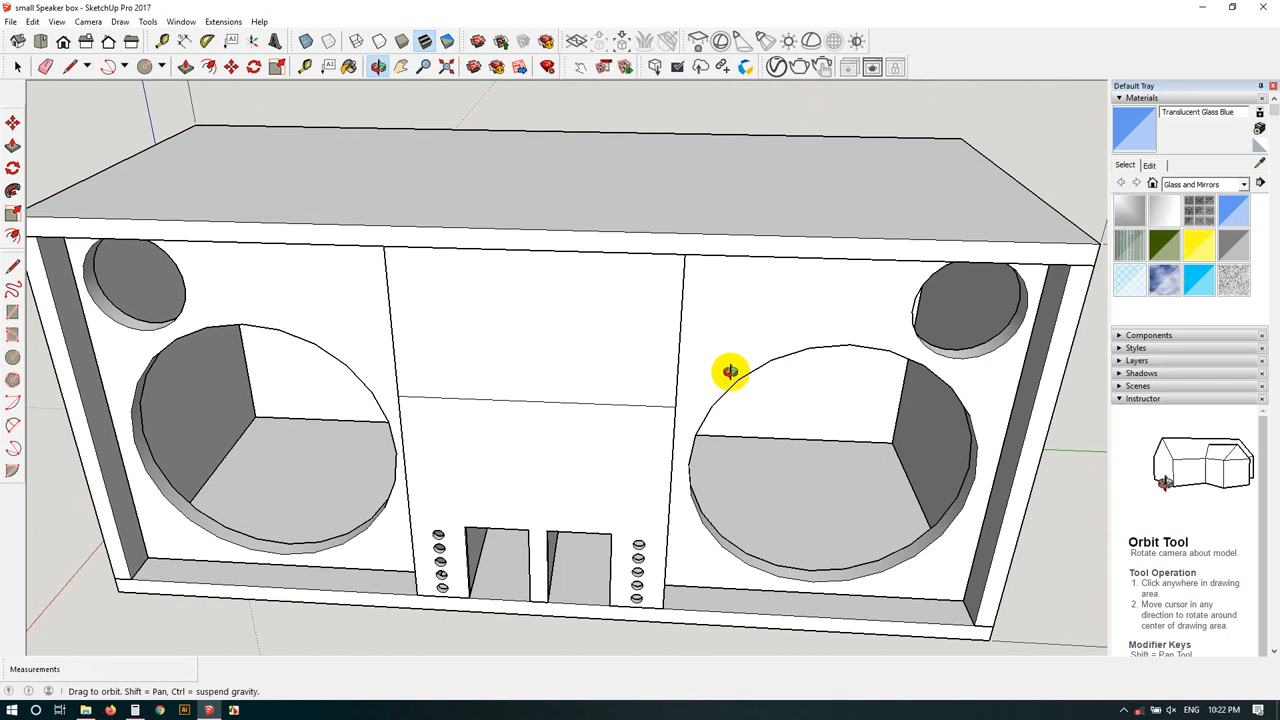 small Speaker box - SketchUp Pro 2017
File Edit View Camera Draw Tools Window Extensions Help
Default Tray
Materials
Translucent Glass Blue
Select Edit
Glass and Mirrors
Components
Styles
Layers
Shadows
Scenes
Instructor
Orbit Tool
Rotate camera about model.
Tool Operation
1. Click anywhere in drawing
area.
2. Move cursor in any
direction to rotate around
center of drawing area.
Modifier Keys
Shift = Pan Tool
Measurements
Drag to orbit. Shift = Pan, Ctrl = suspend gravity.
10:22 PM